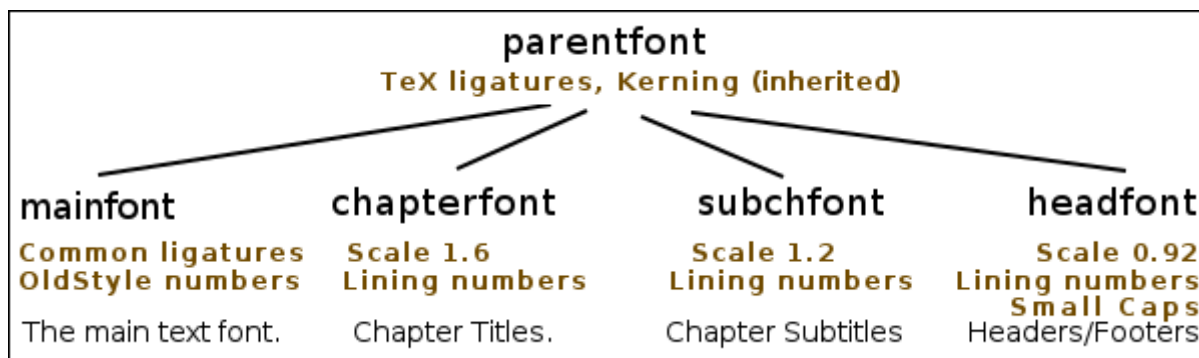 parentfont
TeX ligatures, Kerning (inherited)
mainfont
Common ligatures
OldStyle numbers
The main text font.
chapterfont
Scale 1.6
Lining numbers
Chapter Titles.
subchfont
Scale 1.2
Lining numbers
Chapter Subtitles
headfont
Scale 0.92
Lining numbers
Small Caps
Headers/Footers